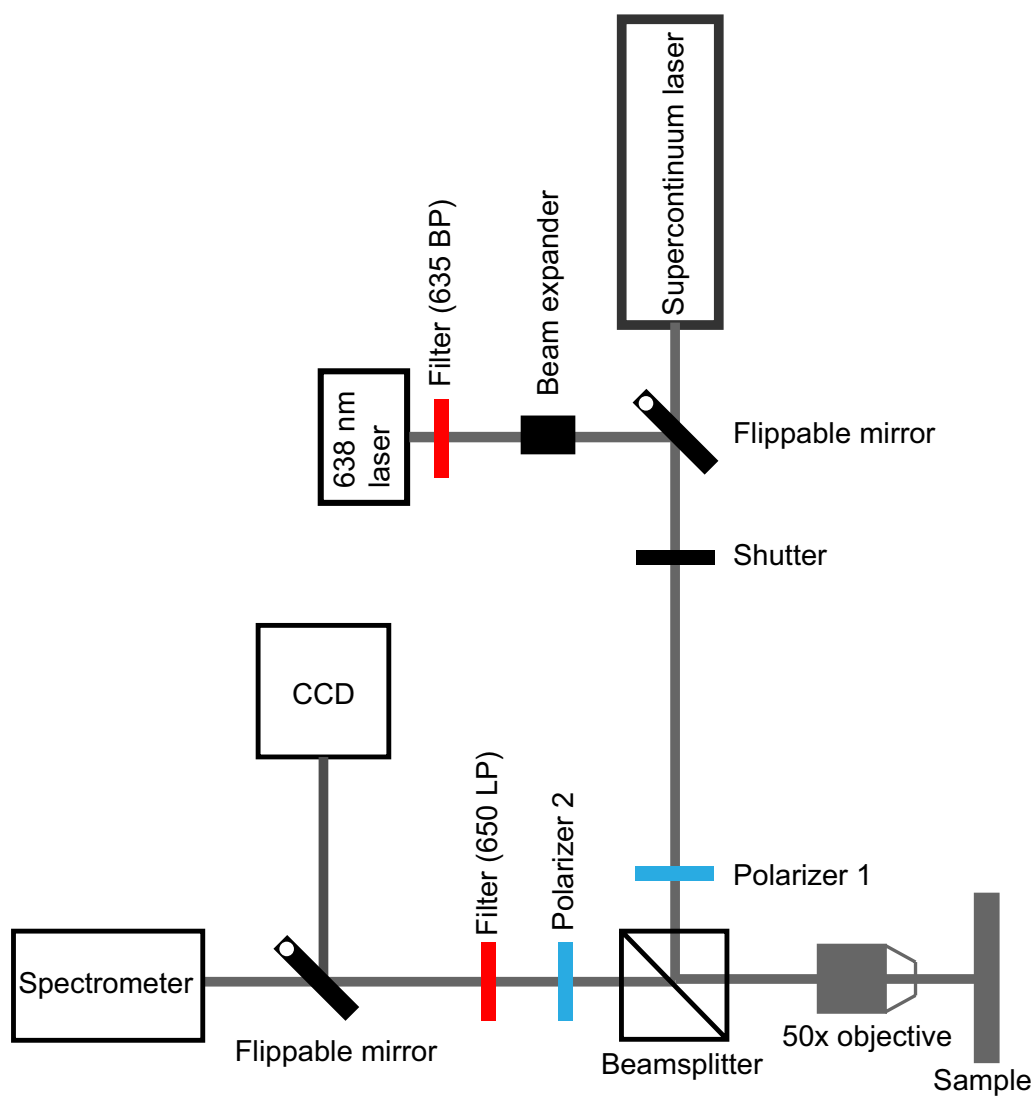 Supercontinuum laser
Filter (635 BP)
Beam expander
638 nm
laser
Flippable mirror
Shutter
CCD
Filter (650 LP)
Polarizer 2
Polarizer 1
Spectrometer
Flippable mirror
Beamsplitter
50x objective
Sample